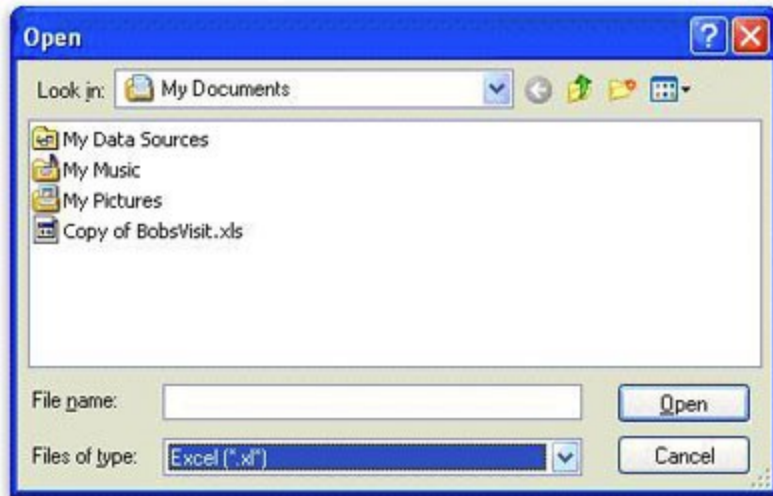 Open
Look in: My Documents
My Data Sources
My Music
My Pictures
Copy of BobsVisit.xls
File name: Open
Files of type: Excel (*.xl*) Cancel